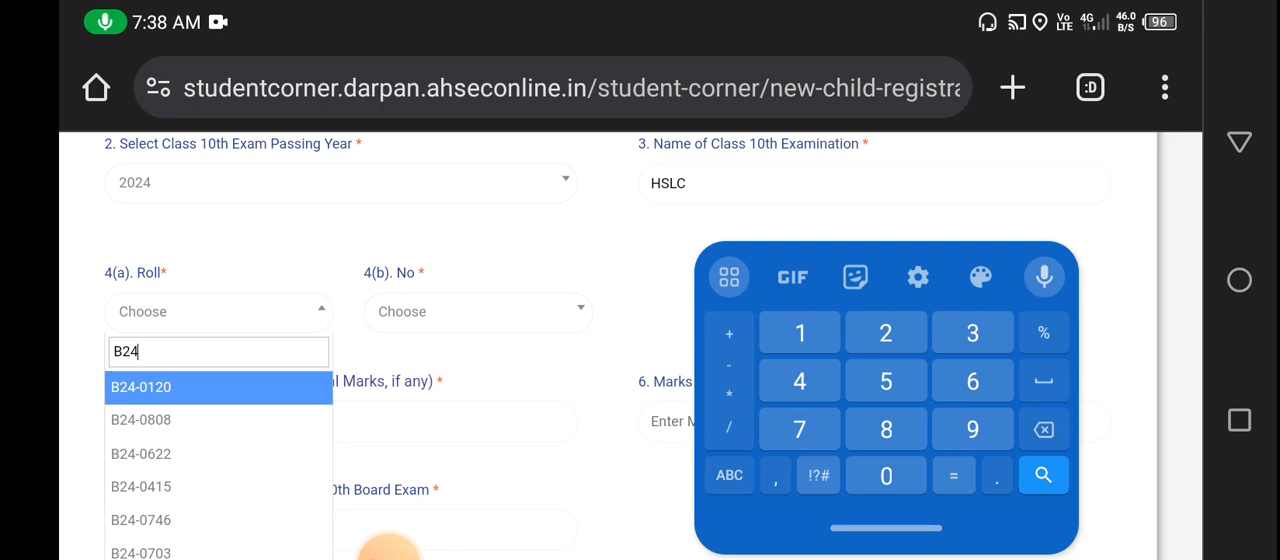 7:38 AM
Vo LTE 4G 46.0 B/S 96
studentcorner.darpan.ahseconline.in/student-corner/new-child-registra
:D
2. Select Class 10th Exam Passing Year *
3. Name of Class 10th Examination *
2024
HSLC
4(a). Roll*
4(b). No *
GIF
Choose
Choose
+ 1 2 3 %
B24
-
l Marks, if any) *
6. Marks
4 5 6
B24-0120
*
B24-0808
Enter M
/ 7 8 9
B24-0622
ABC , !?# 0 = .
B24-0415
0th Board Exam *
B24-0746
B24-0703